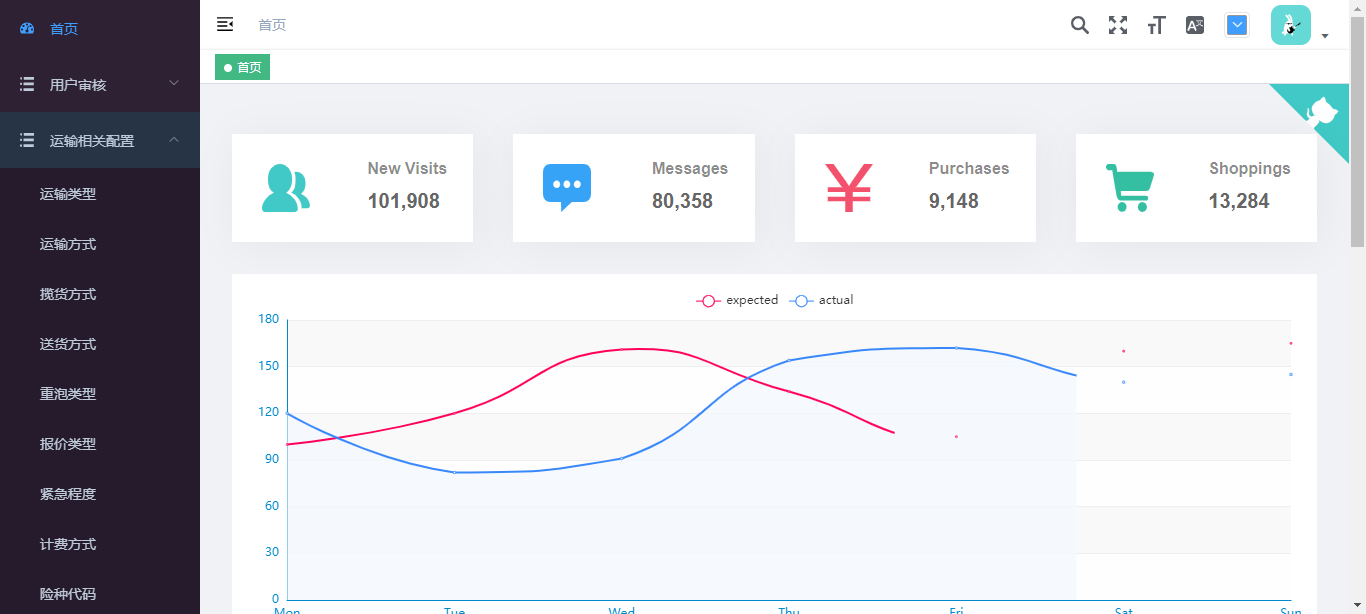 首页
用户审核
运输相关配置
运输类型
运输方式
揽货方式
送货方式
重泡类型
报价类型
紧急程度
计费方式
险种代码
首页
首页
New Visits
101,908
Messages
80,358
Purchases
9,148
Shoppings
13,284
expected actual
180
150
120
90
60
30
0
Mon Tue Wed Thu Fri Sat Sun